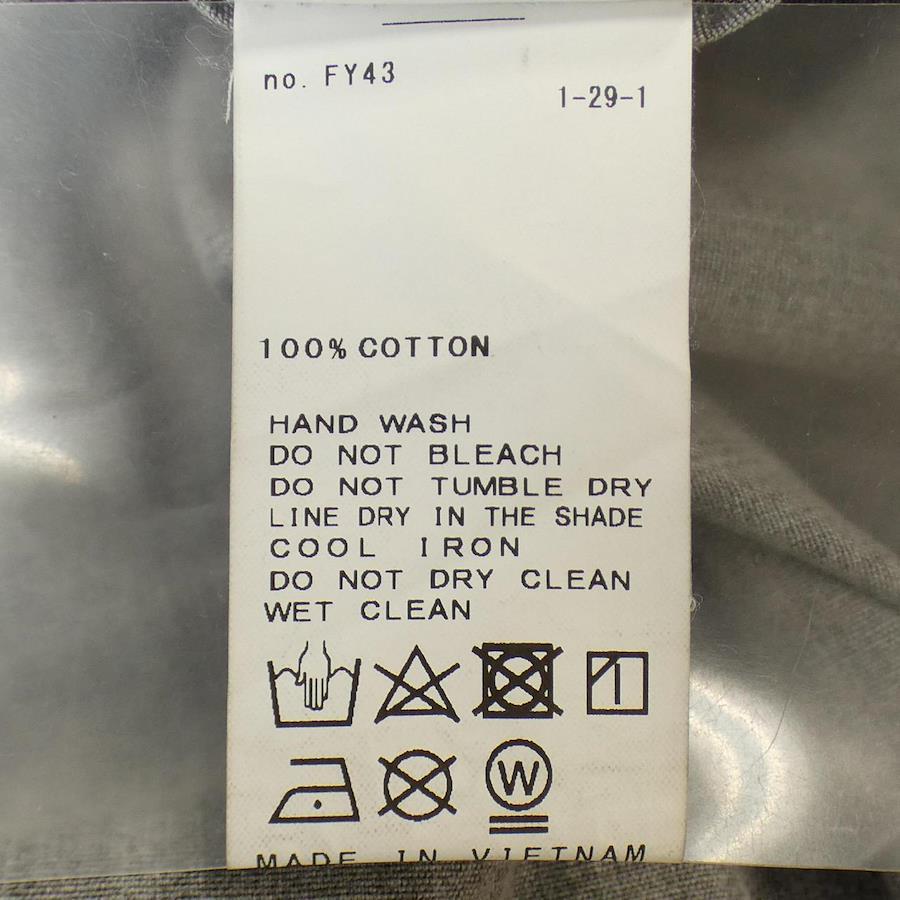 no. FY43
1-29-1
100% COTTON
HAND WASH
DO NOT BLEACH
DO NOT TUMBLE DRY
LINE DRY IN THE SHADE
COOL IRON
DO NOT DRY CLEAN
WET CLEAN
W
MADE IN VIETNAM